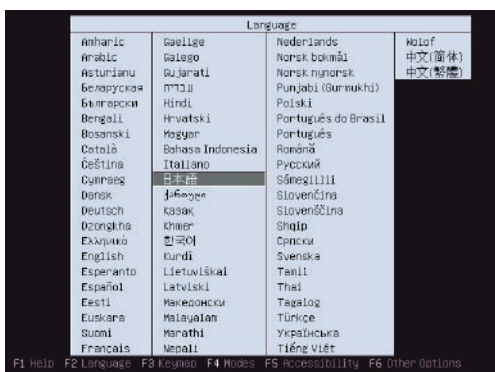 Language
Amharic
Arabic
Asturianu
Беларуская
Български
Bengali
Bosanski
Català
Čeština
Cymraeg
Dansk
Deutsch
Dzongkha
Ελληνικά
English
Esperanto
Español
Eesti
Euskara
Suomi
Français
Gaeilge
Galego
Gujarati
עברית
Hindi
Hrvatski
Magyar
Bahasa Indonesia
Italiano
日本語
ქართული
Қазақ
Khmer
한국어
Kurdî
Lietuviškai
Latviski
Македонски
Malayalam
Marathi
Nepali
Nederlands
Norsk bokmål
Norsk nynorsk
Punjabi (Gurmukhi)
Polski
Português do Brasil
Português
Română
Русский
Sámegillii
Slovenčina
Slovenščina
Shqip
Српски
Svenska
Tamil
Thai
Tagalog
Türkçe
Українська
Tiếng Việt
Wolof
中文(简体)
中文(繁體)
F1 Help F2 Language F3 Keymap F4 Modes F5 Accessibility F6 Other Options